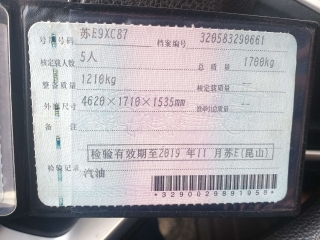 号牌号码 苏E9XC87 档案编号 320583290661
核定载人数 5人 总质量 1700kg
整备质量 1210kg 核定载质量
外廓尺寸 4620×1710×1535mm 准牵引总质量
备注
检验有效期至2019年11月苏E(昆山)
检验记录 汽油
*3290029891958*